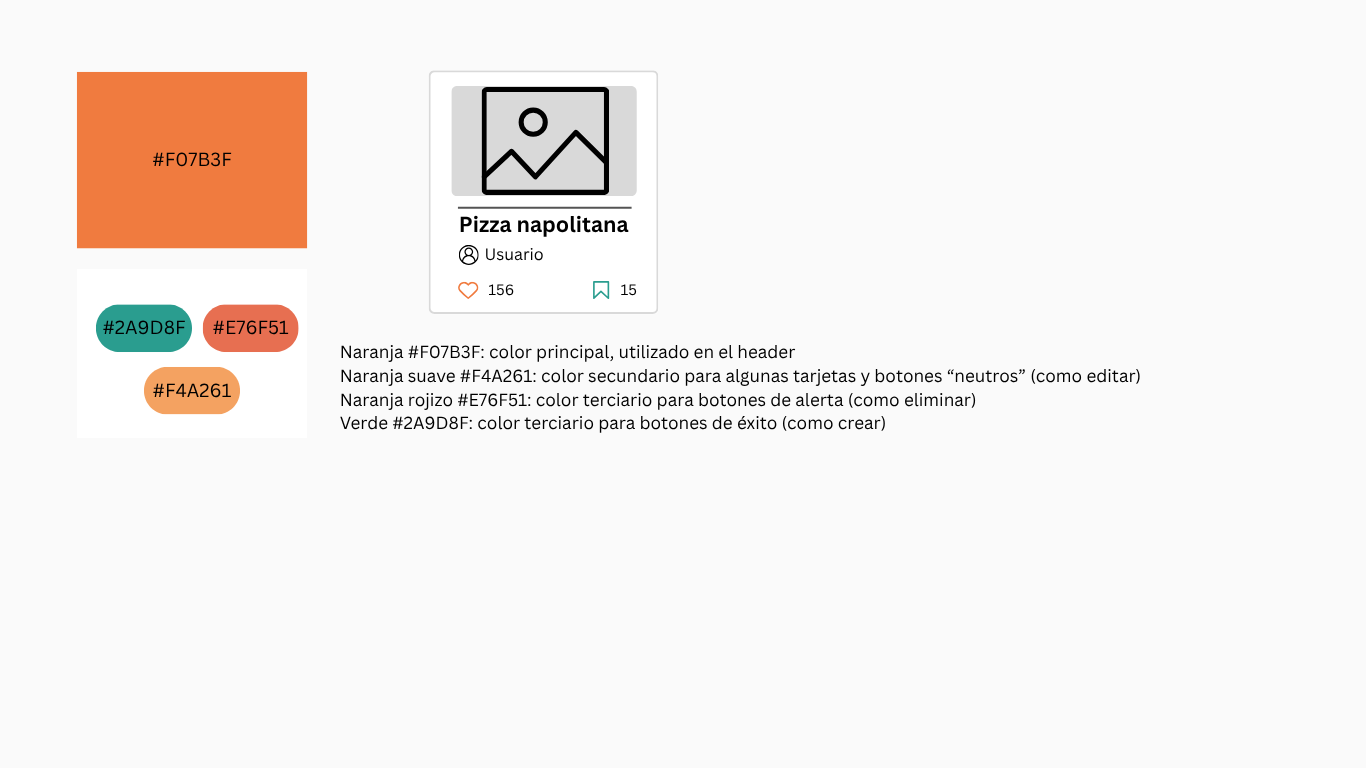 #F07B3F
#2A9D8F
#E76F51
#F4A261
Pizza napolitana
Usuario
156
15
Naranja #F07B3F: color principal, utilizado en el header
Naranja suave #F4A261: color secundario para algunas tarjetas y botones “neutros” (como editar)
Naranja rojizo #E76F51: color terciario para botones de alerta (como eliminar)
Verde #2A9D8F: color terciario para botones de éxito (como crear)